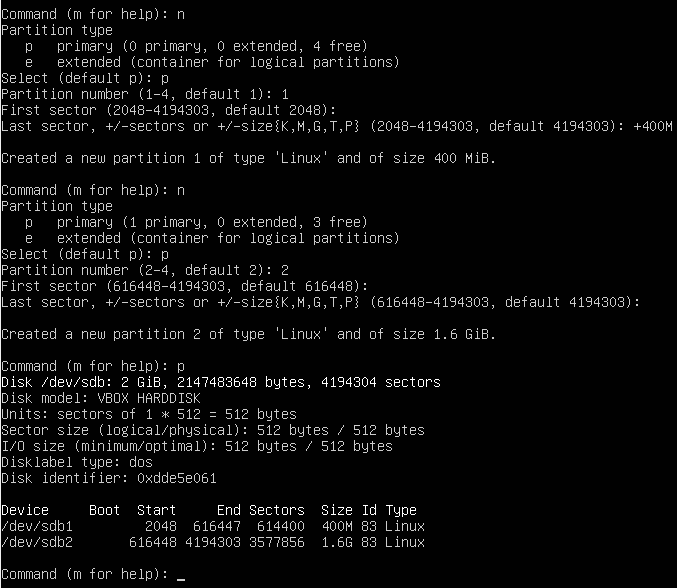 Command (m for help): n
Partition type
   p   primary (0 primary, 0 extended, 4 free)
   e   extended (container for logical partitions)
Select (default p): p
Partition number (1-4, default 1): 1
First sector (2048-4194303, default 2048):
Last sector, +/-sectors or +/-size{K,M,G,T,P} (2048-4194303, default 4194303): +400M

Created a new partition 1 of type 'Linux' and of size 400 MiB.

Command (m for help): n
Partition type
   p   primary (1 primary, 0 extended, 3 free)
   e   extended (container for logical partitions)
Select (default p): p
Partition number (2-4, default 2): 2
First sector (616448-4194303, default 616448):
Last sector, +/-sectors or +/-size{K,M,G,T,P} (616448-4194303, default 4194303):

Created a new partition 2 of type 'Linux' and of size 1.6 GiB.

Command (m for help): p
Disk /dev/sdb: 2 GiB, 2147483648 bytes, 4194304 sectors
Disk model: VBOX HARDDISK
Units: sectors of 1 * 512 = 512 bytes
Sector size (logical/physical): 512 bytes / 512 bytes
I/O size (minimum/optimal): 512 bytes / 512 bytes
Disklabel type: dos
Disk identifier: 0xdde5e061

Device     Boot  Start     End Sectors  Size Id Type
/dev/sdb1         2048  616447  614400  400M 83 Linux
/dev/sdb2       616448 4194303 3577856  1.6G 83 Linux

Command (m for help): _